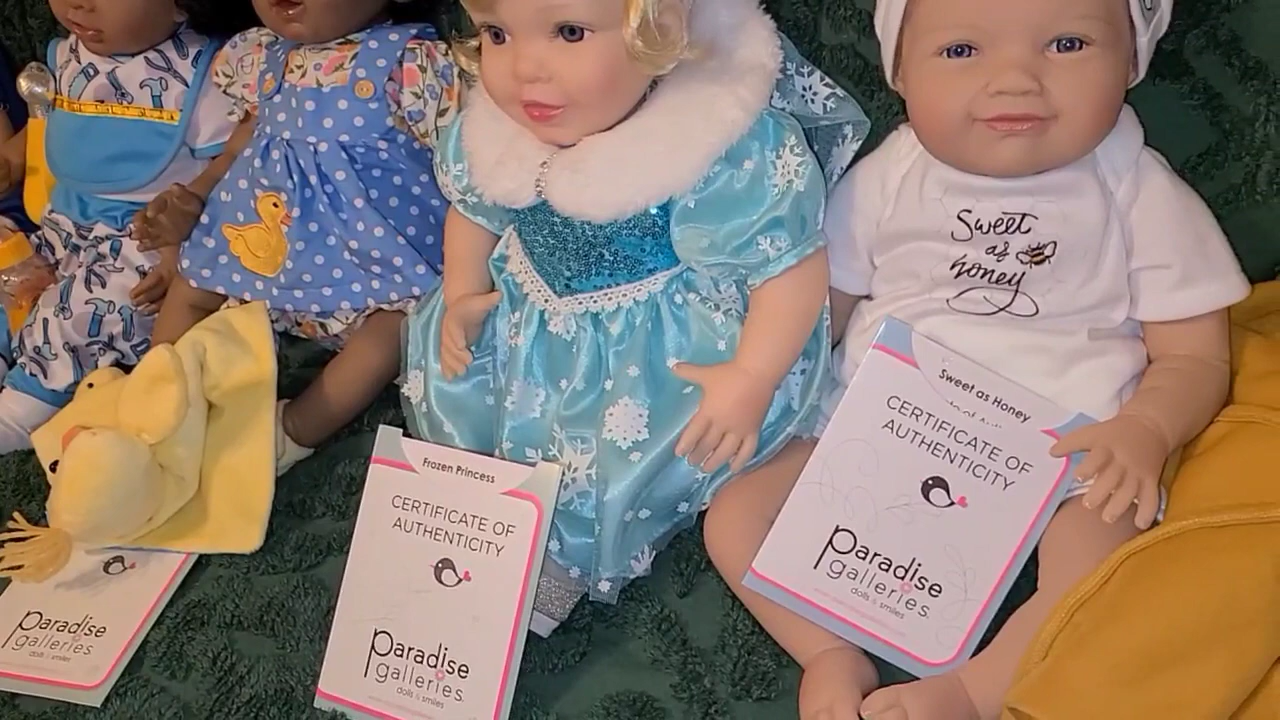 Sweet
as
honey
Sweet as Honey
CERTIFICATE OF
AUTHENTICITY
paradise
galleries
dolls & smiles
Frozen Princess
CERTIFICATE OF
AUTHENTICITY
paradise
galleries
dolls & smiles
paradise
galleries
dolls & smiles